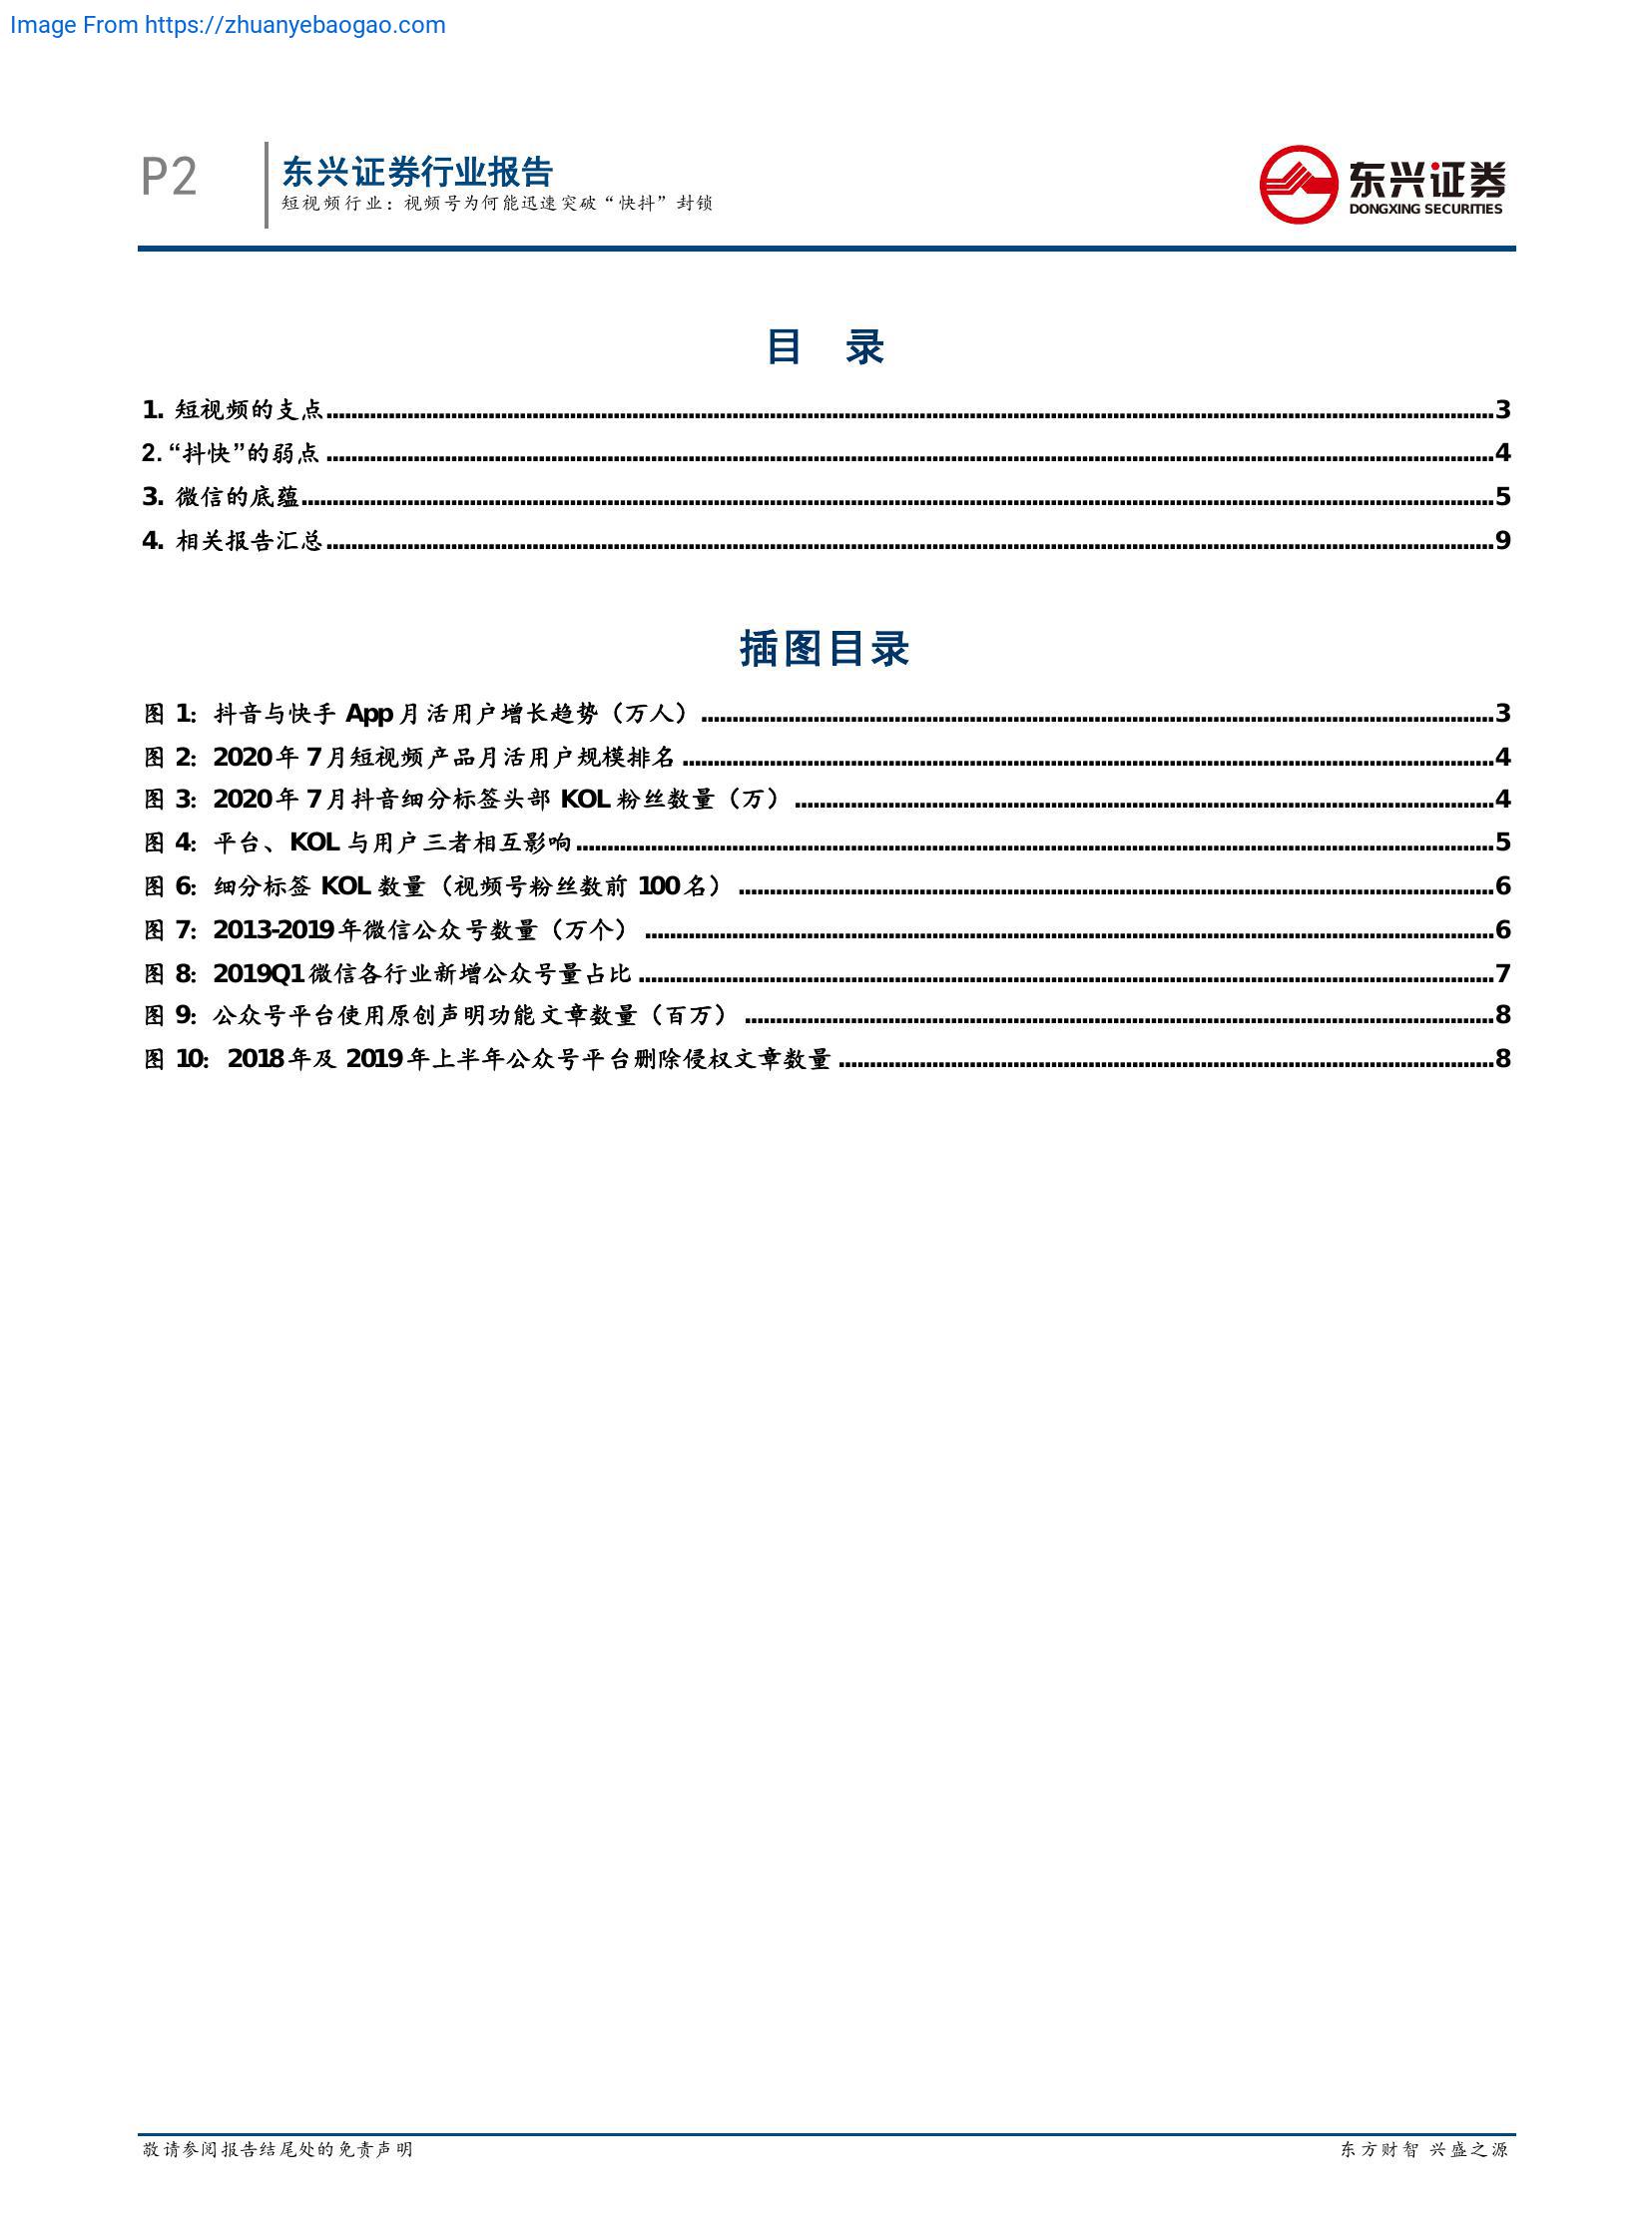 Image From https://zhuanyebaogao.com
P2
东兴证券行业报告
短视频行业：视频号为何能迅速突破“快抖”封锁
东兴证券
DONGXING SECURITIES
目 录
1. 短视频的支点 3
2. “抖快”的弱点 4
3. 微信的底蕴 5
4. 相关报告汇总 9
插图目录
图 1: 抖音与快手 App 月活用户增长趋势（万人） 3
图 2: 2020 年 7 月短视频产品月活用户规模排名 4
图 3: 2020 年 7 月抖音细分标签头部 KOL 粉丝数量（万） 4
图 4: 平台、KOL 与用户三者相互影响 5
图 6: 细分标签 KOL 数量（视频号粉丝数前 100 名） 6
图 7: 2013-2019 年微信公众号数量（万个） 6
图 8: 2019Q1 微信各行业新增公众号量占比 7
图 9: 公众号平台使用原创声明功能文章数量（百万） 8
图 10: 2018 年及 2019 年上半年公众号平台删除侵权文章数量 8
敬请参阅报告结尾处的免责声明
东方财智 兴盛之源